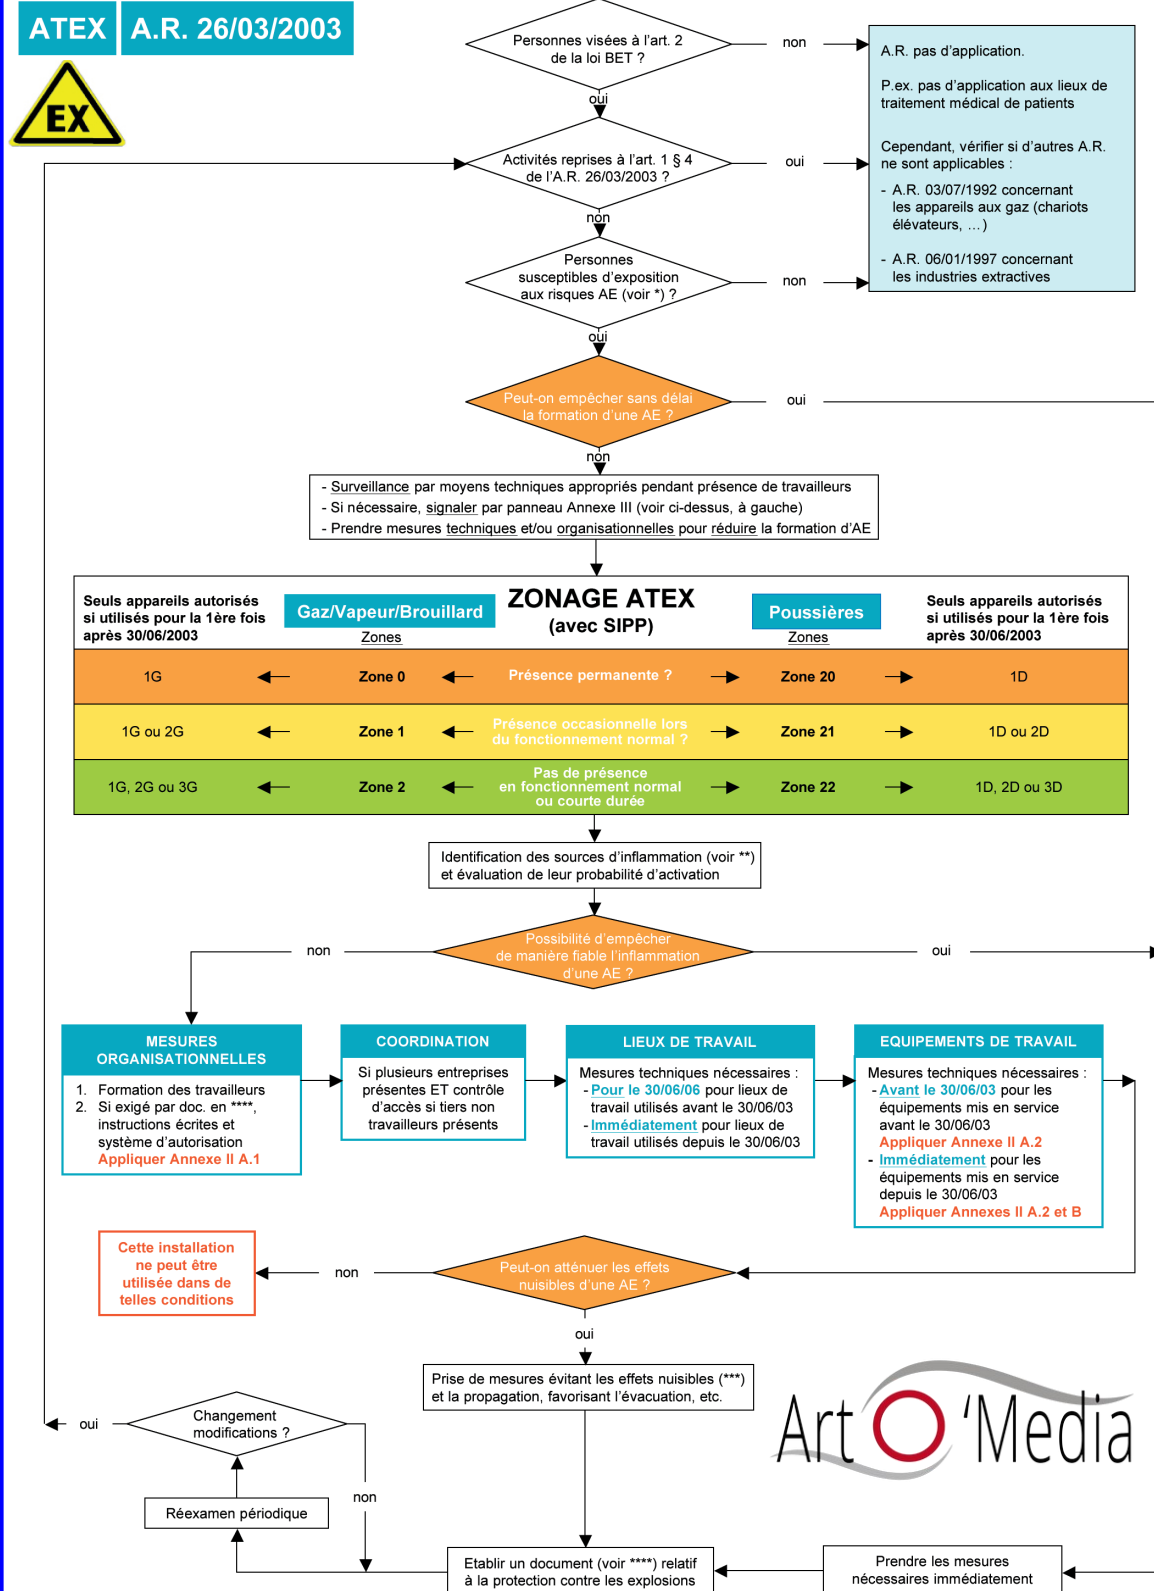 ATEX A.R. 26/03/2003
EX
Personnes visées à l’art. 2
de la loi BET ?
non
oui
A.R. pas d’application.
P.ex. pas d’application aux lieux de
traitement médical de patients
Cependant, vérifier si d’autres A.R.
ne sont applicables :
- A.R. 03/07/1992 concernant
les appareils aux gaz (chariots
élévateurs, …)
- A.R. 06/01/1997 concernant
les industries extractives
Activités reprises à l’art. 1 § 4
de l’A.R. 26/03/2003 ?
oui
non
Personnes
susceptibles d’exposition
aux risques AE (voir *) ?
non
oui
Peut-on empêcher sans délai
la formation d’une AE ?
oui
non
- Surveillance par moyens techniques appropriés pendant présence de travailleurs
- Si nécessaire, signaler par panneau Annexe III (voir ci-dessus, à gauche)
- Prendre mesures techniques et/ou organisationnelles pour réduire la formation d’AE
Seuls appareils autorisés
si utilisés pour la 1ère fois
après 30/06/2003
Gaz/Vapeur/Brouillard
Zones
ZONAGE ATEX
(avec SIPP)
Poussières
Zones
Seuls appareils autorisés
si utilisés pour la 1ère fois
après 30/06/2003
1G Zone 0 Présence permanente ? Zone 20 1D
1G ou 2G Zone 1 Présence occasionnelle lors
du fonctionnement normal ? Zone 21 1D ou 2D
1G, 2G ou 3G Zone 2 Pas de présence
en fonctionnement normal
ou courte durée Zone 22 1D, 2D ou 3D
Identification des sources d’inflammation (voir **)
et évaluation de leur probabilité d’activation
Possibilité d’empêcher
de manière fiable l’inflammation
d’une AE ?
non
oui
MESURES
ORGANISATIONNELLES
1. Formation des travailleurs
2. Si exigé par doc. en ****,
instructions écrites et
système d’autorisation
Appliquer Annexe II A.1
COORDINATION
Si plusieurs entreprises
présentes ET contrôle
d’accès si tiers non
travailleurs présents
LIEUX DE TRAVAIL
Mesures techniques nécessaires :
- Pour le 30/06/06 pour lieux de
travail utilisés avant le 30/06/03
- Immédiatement pour lieux de
travail utilisés depuis le 30/06/03
EQUIPEMENTS DE TRAVAIL
Mesures techniques nécessaires :
- Avant le 30/06/03 pour les
équipements mis en service
avant le 30/06/03
Appliquer Annexe II A.2
- Immédiatement pour les
équipements mis en service
depuis le 30/06/03
Appliquer Annexes II A.2 et B
Cette installation
ne peut être
utilisée dans de
telles conditions
non
Peut-on atténuer les effets
nuisibles d’une AE ?
oui
Prise de mesures évitant les effets nuisibles (***)
et la propagation, favorisant l’évacuation, etc.
Art O ‘Media
oui
Changement
modifications ?
non
Réexamen périodique
Etablir un document (voir ****) relatif
à la protection contre les explosions
Prendre les mesures
nécessaires immédiatement